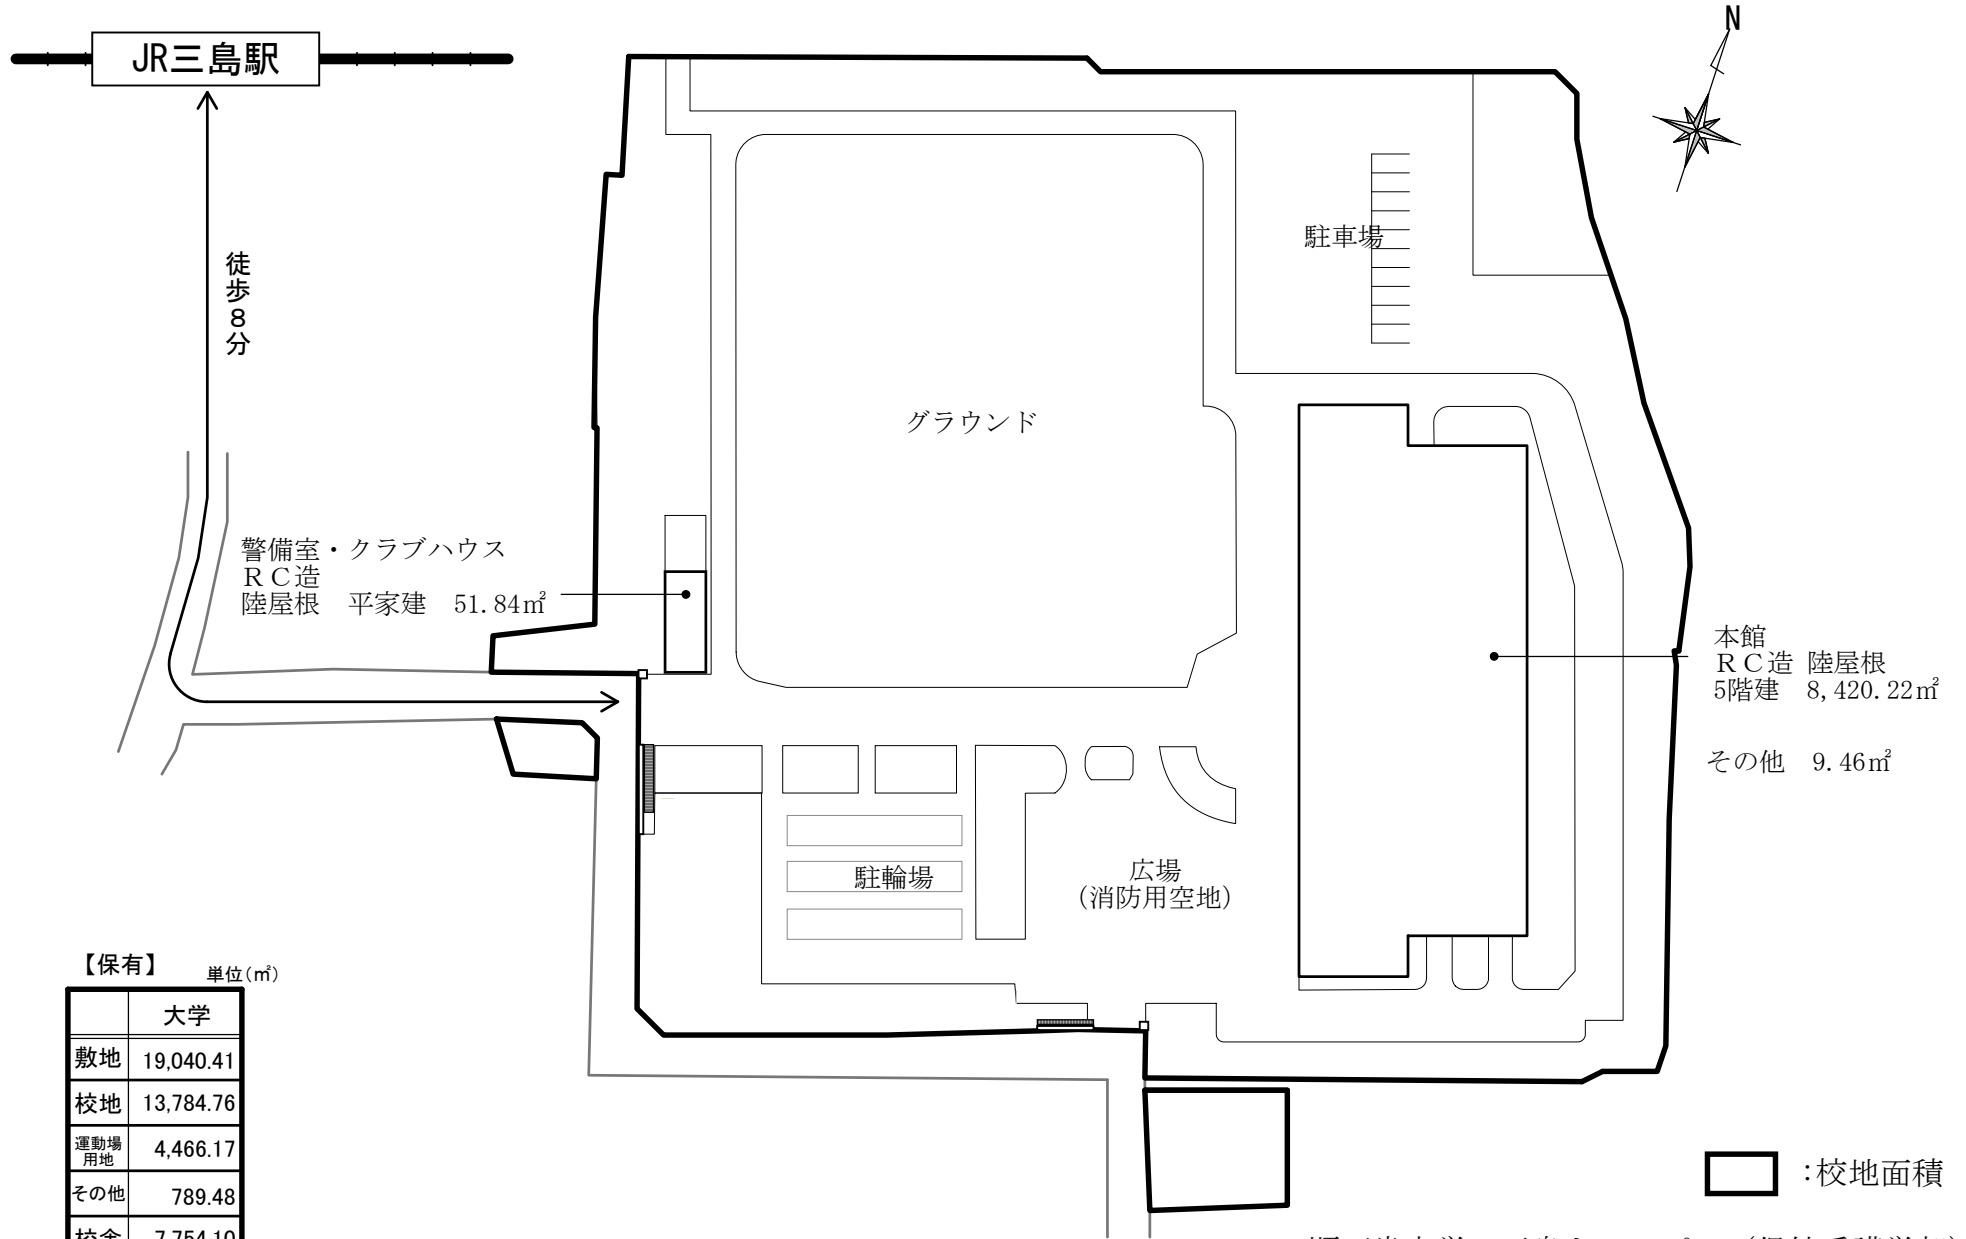 JR三島駅
N
徒歩８分
駐車場
グラウンド
警備室・クラブハウス
ＲＣ造
陸屋根　平家建　51.84㎡
本館
ＲＣ造 陸屋根
5階建　8,420.22㎡
その他　9.46㎡
駐輪場
広場
(消防用空地)
【保有】 単位(㎡)
大学
敷地 19,040.41
校地 13,784.76
運動場用地 4,466.17
その他 789.48
:校地面積